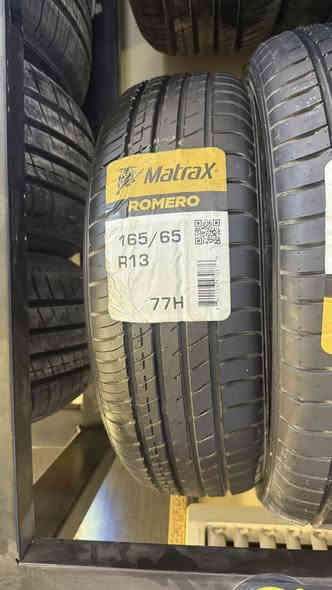 MatraX
ROMERO
165/65
R13
77H